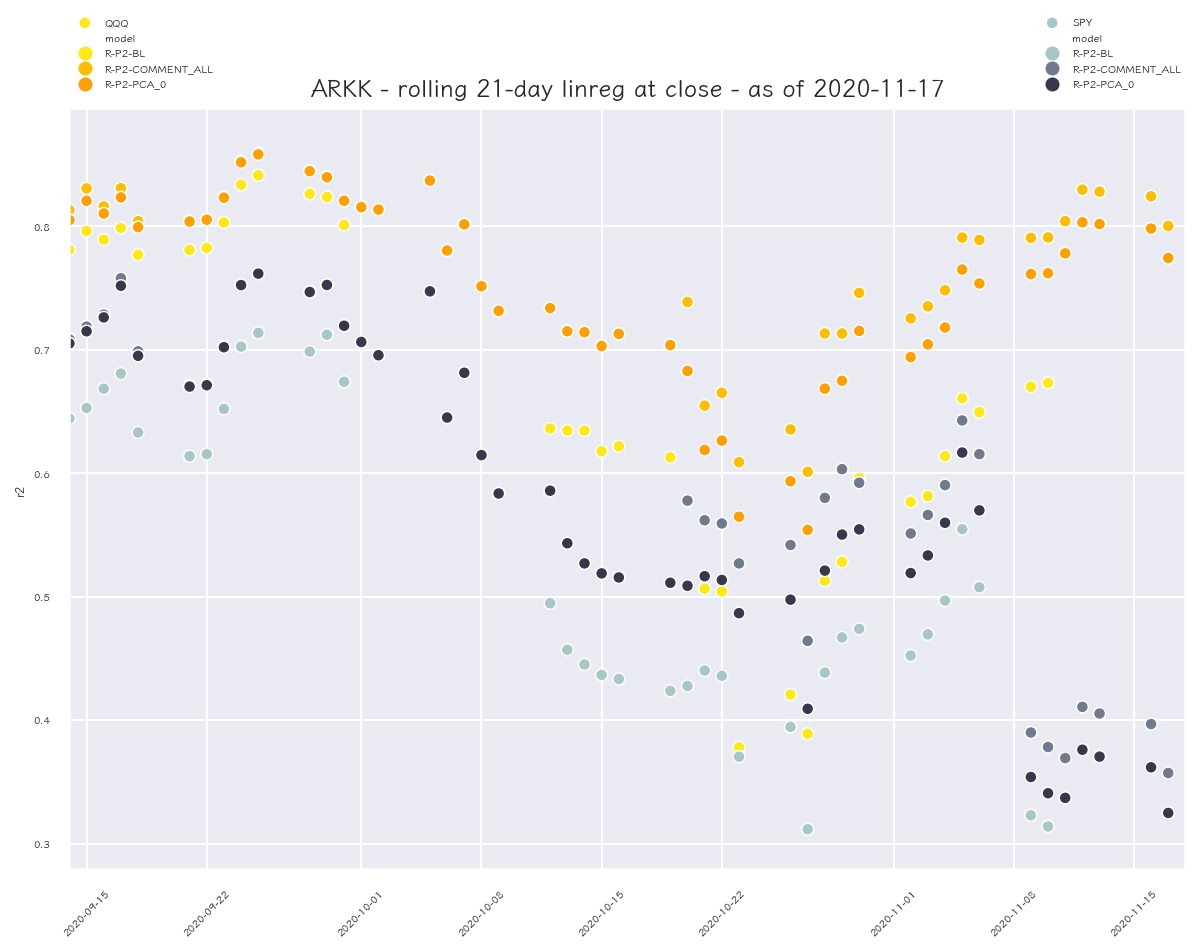 QQQ
model
R-P2-BL
R-P2-COMMENT_ALL
R-P2-PCA_0
SPY
model
R-P2-BL
R-P2-COMMENT_ALL
R-P2-PCA_0
ARKK - rolling 21-day linreg at close - as of 2020-11-17
r2
0.8
0.7
0.6
0.5
0.4
0.3
2020-09-15
2020-09-22
2020-10-01
2020-10-08
2020-10-15
2020-10-22
2020-11-01
2020-11-08
2020-11-15